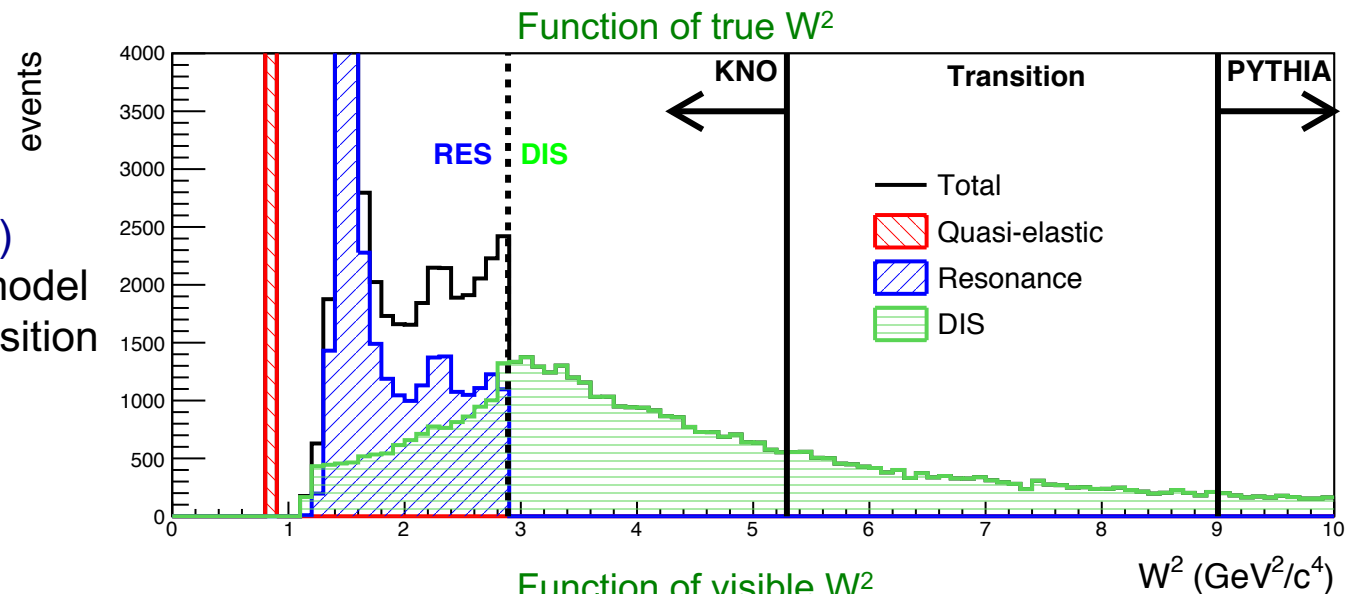 Function of true W²
events
4000
3500
3000
2500
2000
1500
1000
500
0
KNO
Transition
PYTHIA
RES DIS
Total
Quasi-elastic
Resonance
DIS
)
model
sition
0 1 2 3 4 5 6 7 8 9 10
W² (GeV²/c⁴)
Function of visible W²